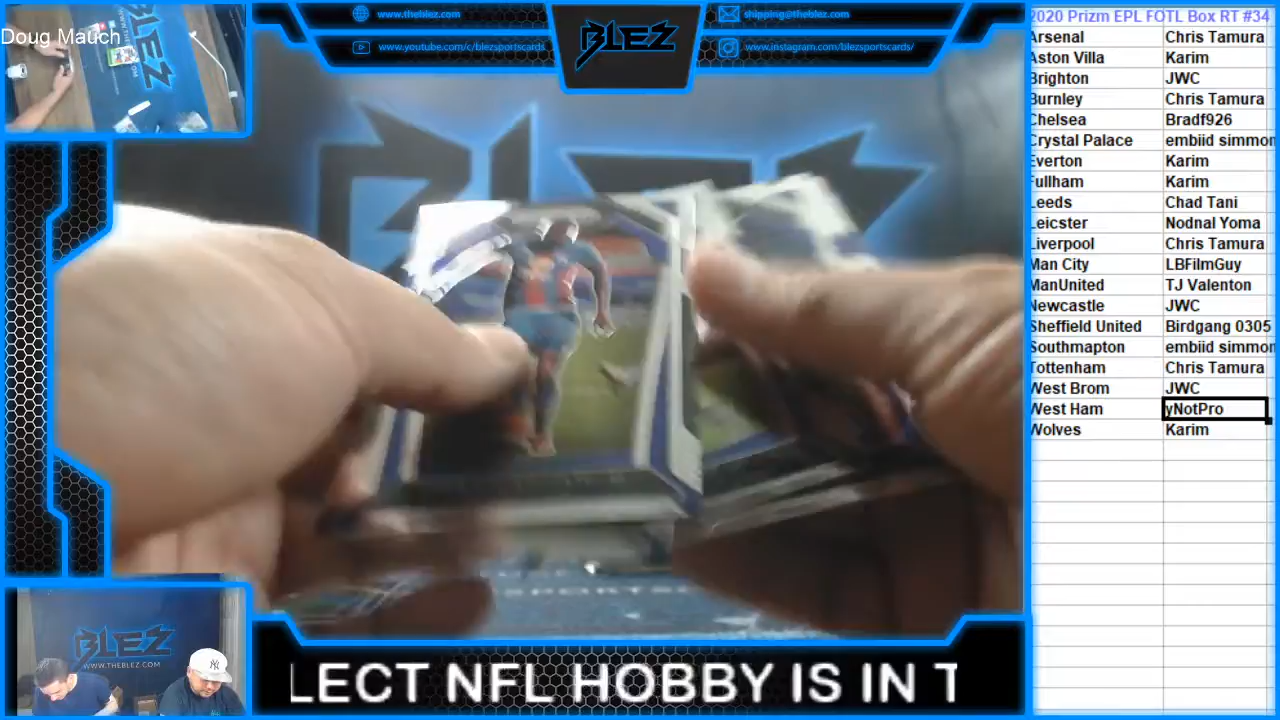 Doug Mauch
BLEZ
www.theblez.com
shipping@theblez.com
www.youtube.com/c/blezsportscards
www.instagram.com/blezsportscards/
BLEZ
BLEZ
2020 Prizm EPL FOTL Box RT #34
Arsenal Chris Tamura
Aston Villa Karim
Brighton JWC
Burnley Chris Tamura
Chelsea Bradf926
Crystal Palace embiid simmon
Everton Karim
Fullham Karim
Leeds Chad Tani
Leicster Nodnal Yoma
Liverpool Chris Tamura
Man City LBFilmGuy
ManUnited TJ Valenton
Newcastle JWC
Sheffield United Birdgang 0305
Southmapton embiid simmon
Tottenham Chris Tamura
West Brom JWC
West Ham yNotPro
Wolves Karim
BLEZ
WWW.THEBLEZ.COM
LECT NFL HOBBY IS IN T